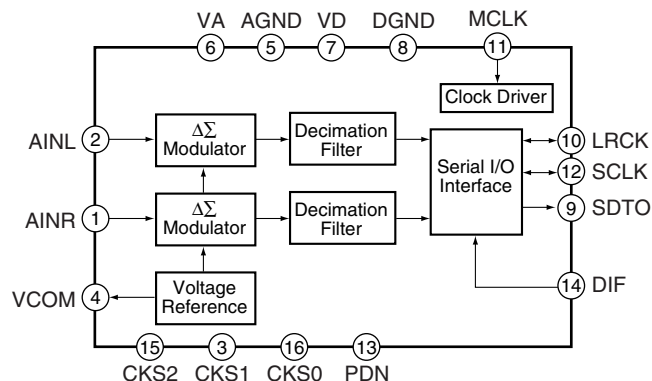 VA AGND VD DGND MCLK
6 5 7 8 11
Clock Driver
AINL 2
ΔΣ
Modulator
Decimation
Filter
Serial I/O
Interface
10 LRCK
12 SCLK
9 SDTO
AINR 1
ΔΣ
Modulator
Decimation
Filter
VCOM 4
Voltage
Reference
14 DIF
15 3 16 13
CKS2 CKS1 CKS0 PDN